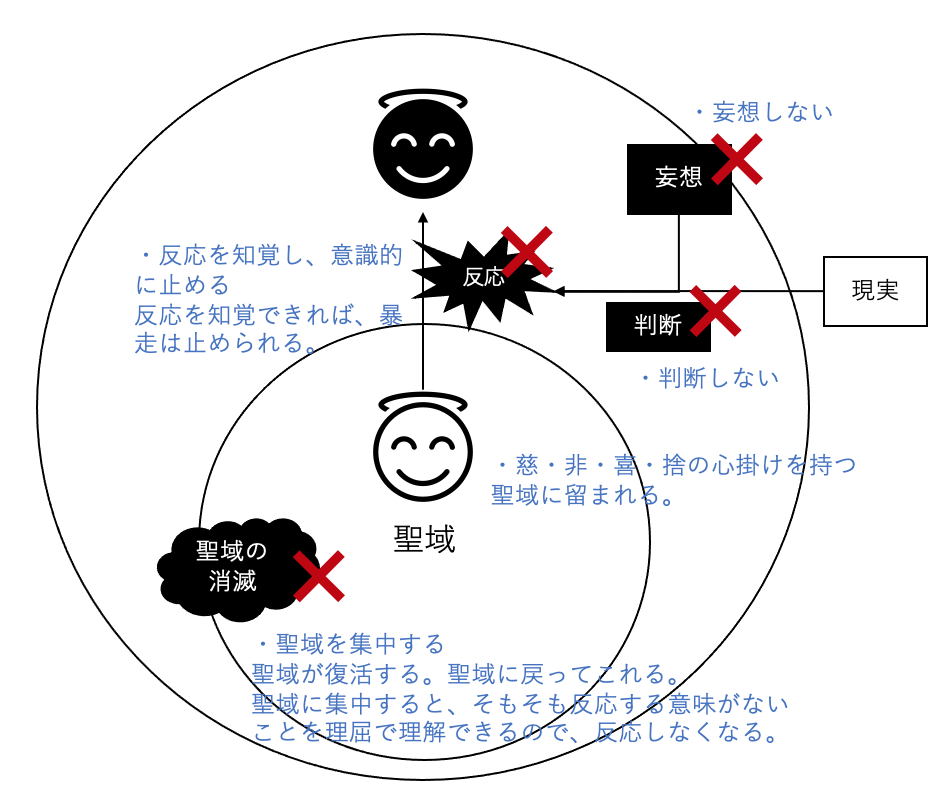 ・妄想しない
妄想
・反応を知覚し、意識的
に止める
反応を知覚できれば、暴
走は止められる。
反応
現実
判断
・判断しない
・慈・非・喜・捨の心掛けを持つ
聖域に留まれる。
聖域
聖域の
消滅
・聖域を集中する
聖域が復活する。聖域に戻ってこれる。
聖域に集中すると、そもそも反応する意味がない
ことを理屈で理解できるので、反応しなくなる。